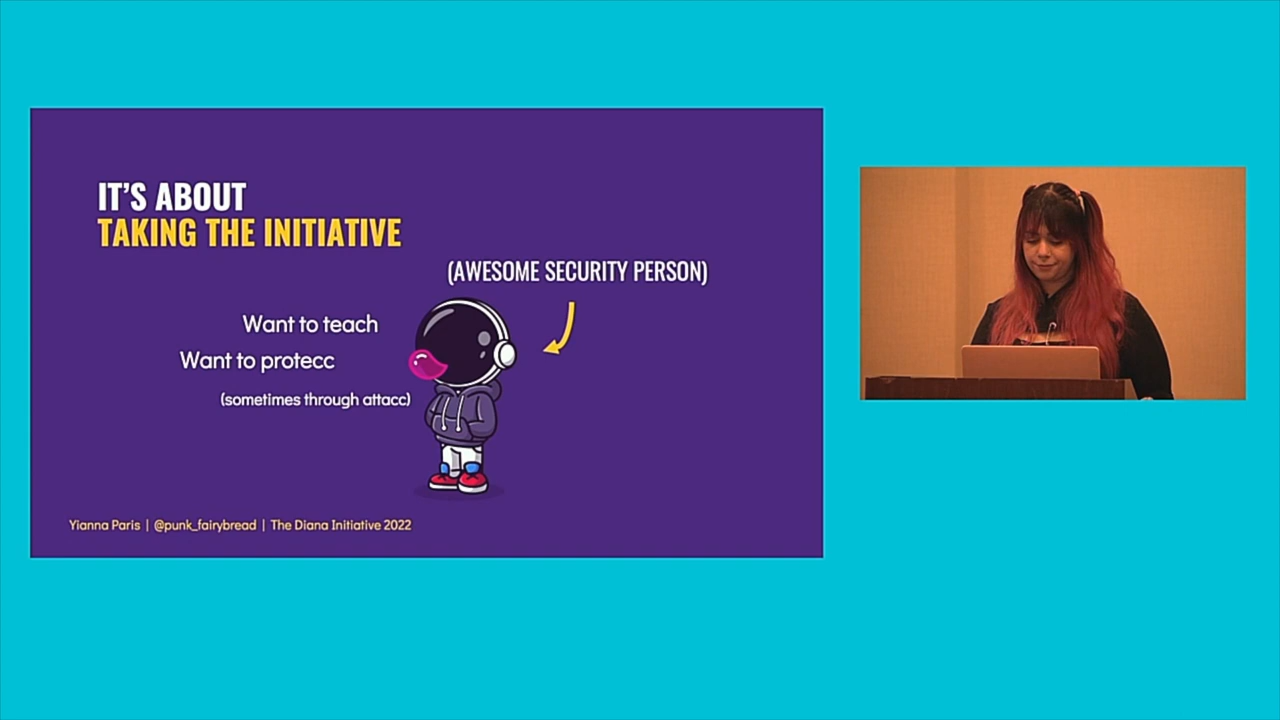 IT'S ABOUT
TAKING THE INITIATIVE
(AWESOME SECURITY PERSON)
Want to teach
Want to protecc
(sometimes through attacc)
Yianna Paris | @punk_fairybread | The Diana Initiative 2022